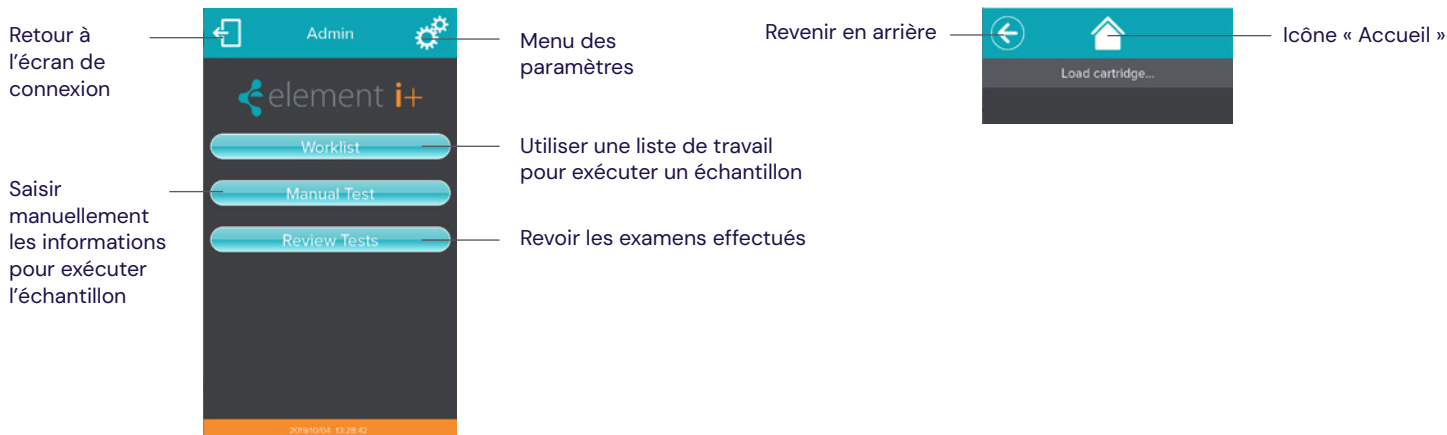 Retour à
l'écran de
connexion
Admin
Menu des
paramètres
element i+
Worklist
Utiliser une liste de travail
pour exécuter un échantillon
Saisir
manuellement
les informations
pour exécuter
l'échantillon
Manual Test
Review Tests
Revoir les examens effectués
2019/10/04 13:28:42
Revenir en arrière
Icône « Accueil »
Load cartridge...